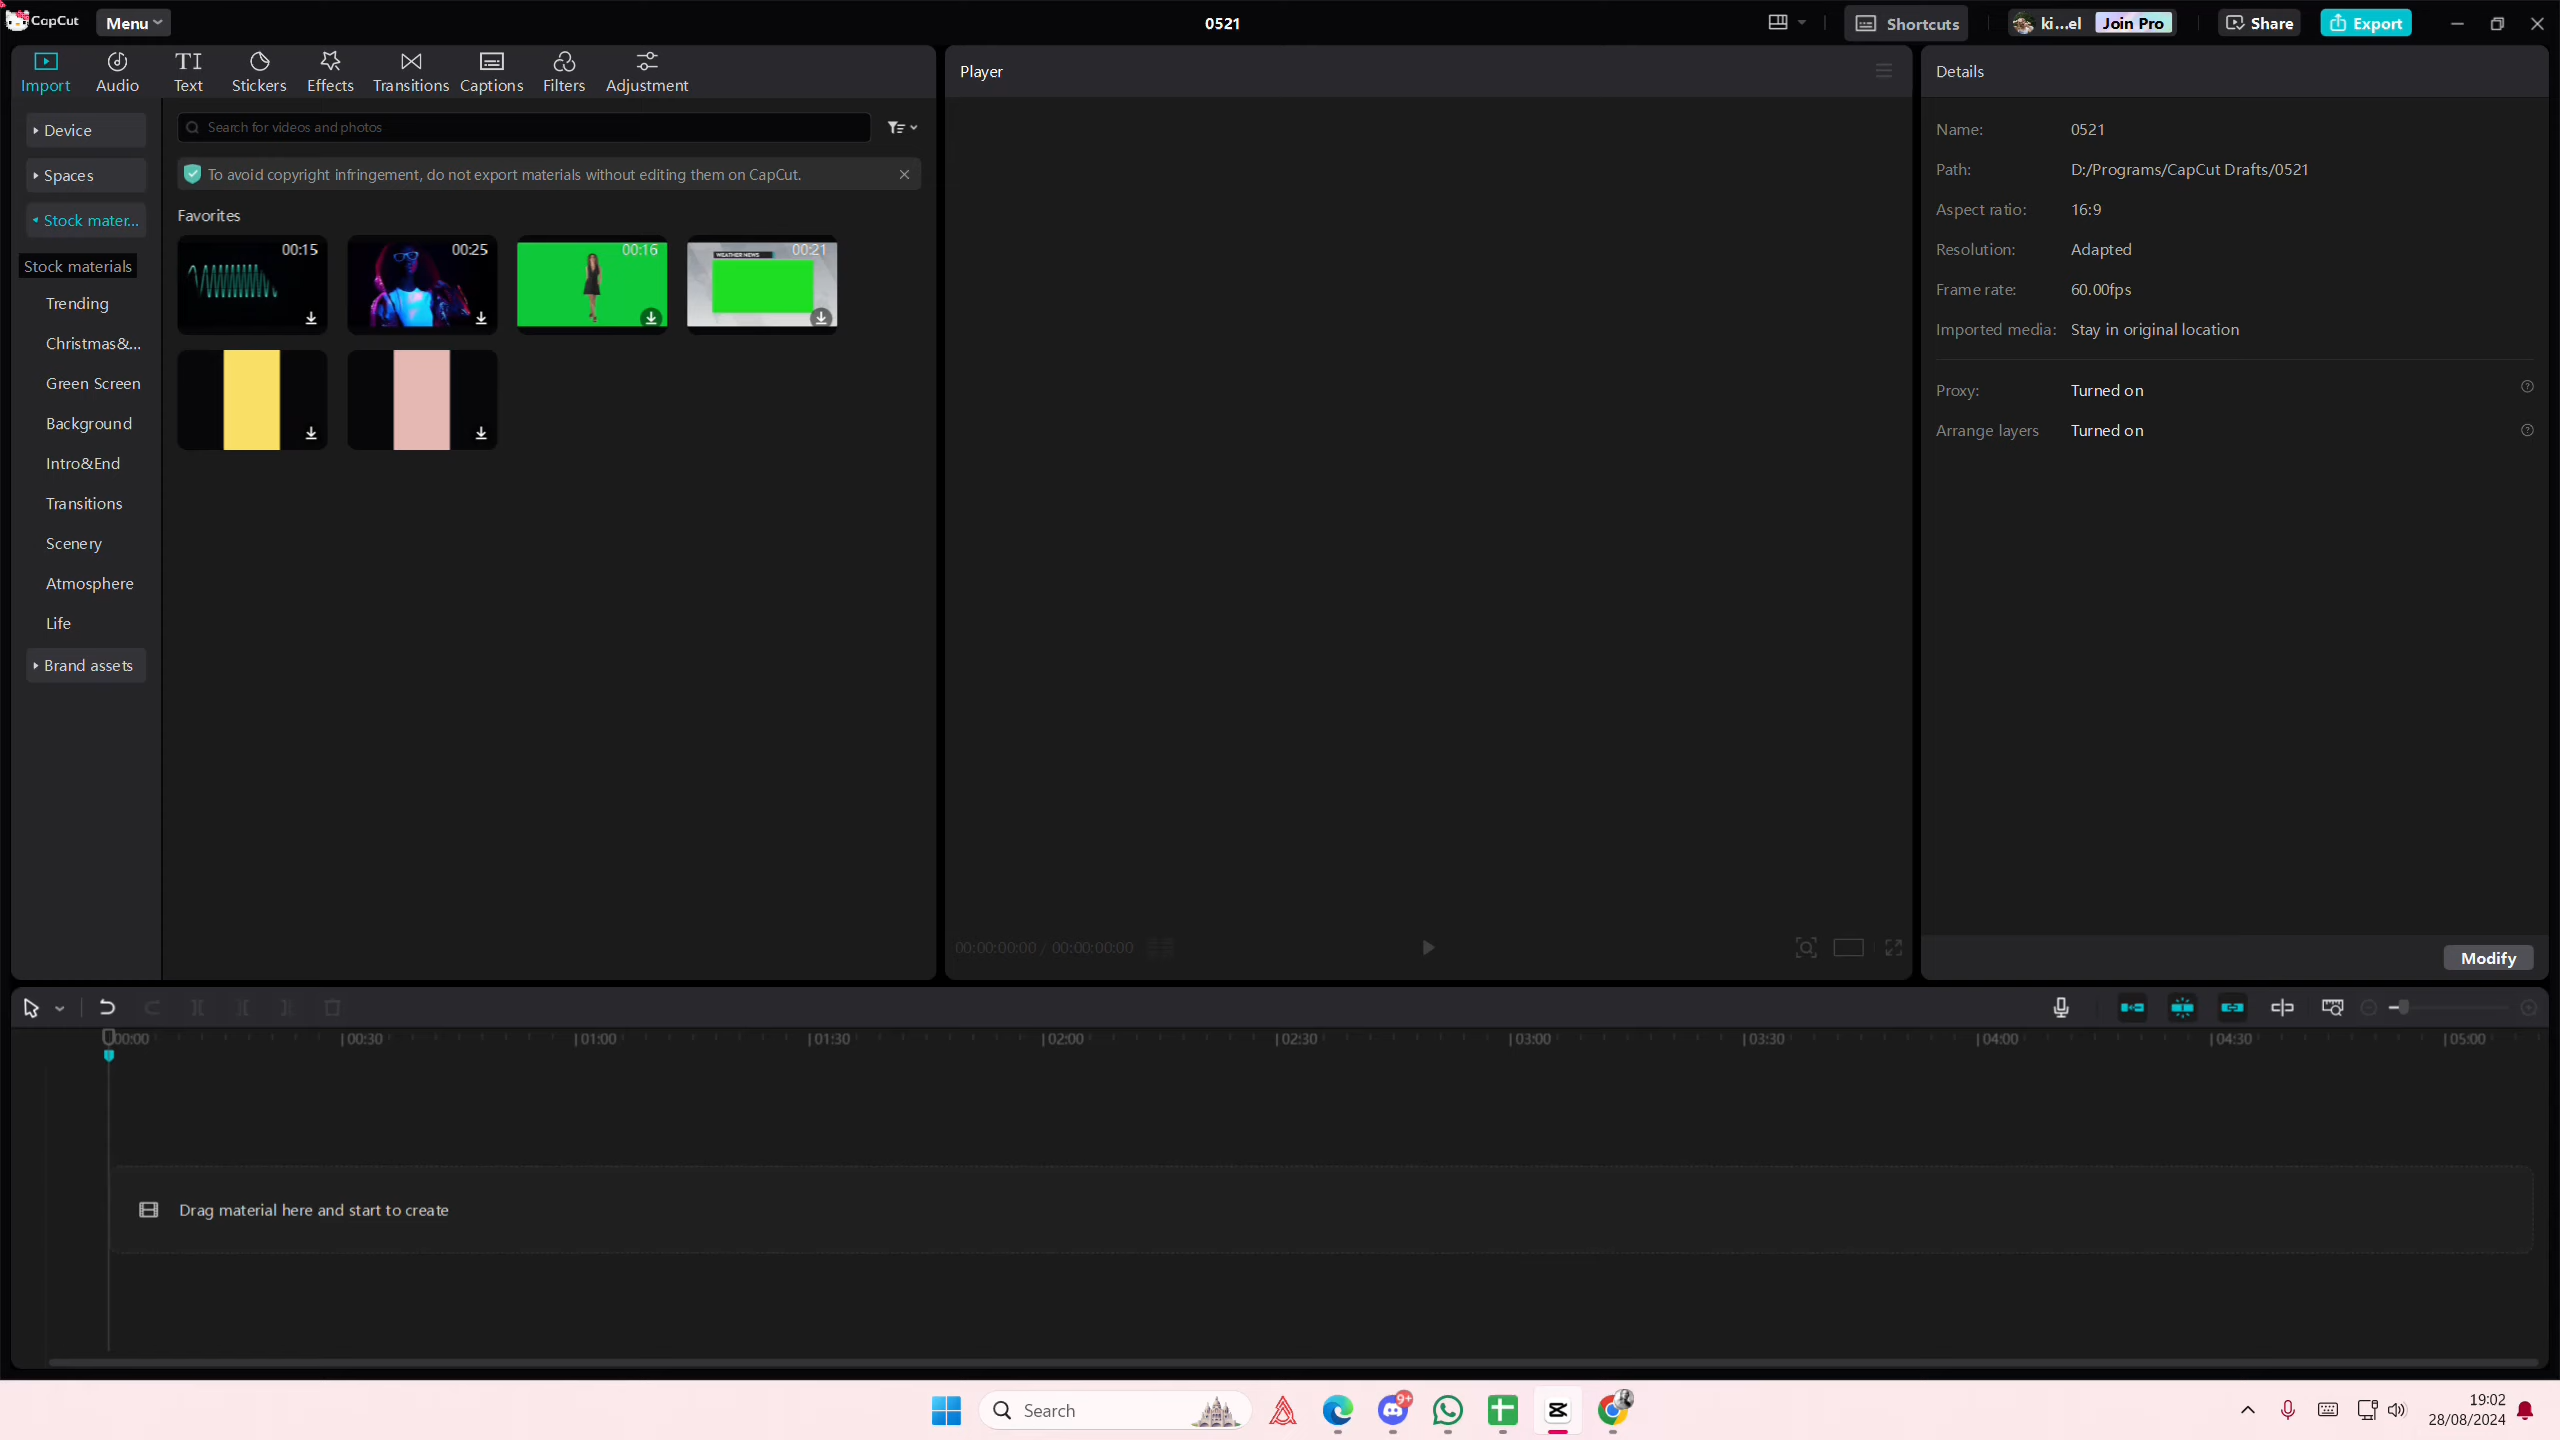 CapCut
Menu
0521
Shortcuts
ki...el
Join Pro
Share
Export
Import
Audio
Text
Stickers
Effects
Transitions
Captions
Filters
Adjustment
Device
Spaces
Stock mater...
Stock materials
Trending
Christmas&...
Green Screen
Background
Intro&End
Transitions
Scenery
Atmosphere
Life
Brand assets
Search for videos and photos
To avoid copyright infringement, do not export materials without editing them on CapCut.
Favorites
00:15
00:25
00:16
00:21
WEATHER NEWS
Player
00:00:00:00 / 00:00:00:00
Details
Name: 0521
Path: D:/Programs/CapCut Drafts/0521
Aspect ratio: 16:9
Resolution: Adapted
Frame rate: 60.00fps
Imported media: Stay in original location
Proxy: Turned on
Arrange layers Turned on
Modify
00:00
00:30
01:00
01:30
02:00
02:30
03:00
03:30
04:00
04:30
05:00
Drag material here and start to create
Search
9+
19:02
28/08/2024